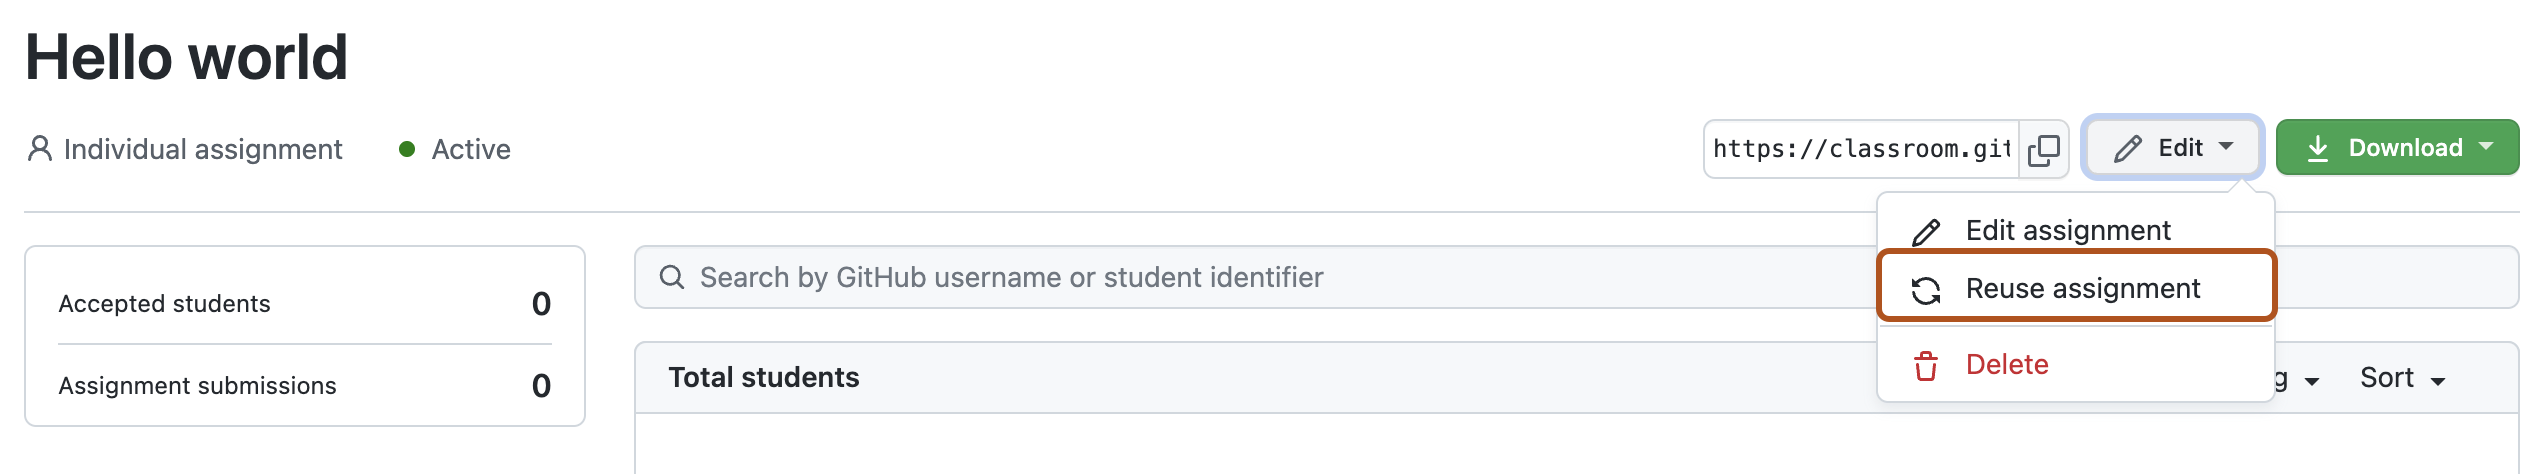 Hello world
Individual assignment
Active
https://classroom.git
Edit
Download
Edit assignment
Reuse assignment
Delete
Accepted students 0
Assignment submissions 0
Search by GitHub username or student identifier
Total students
Sort